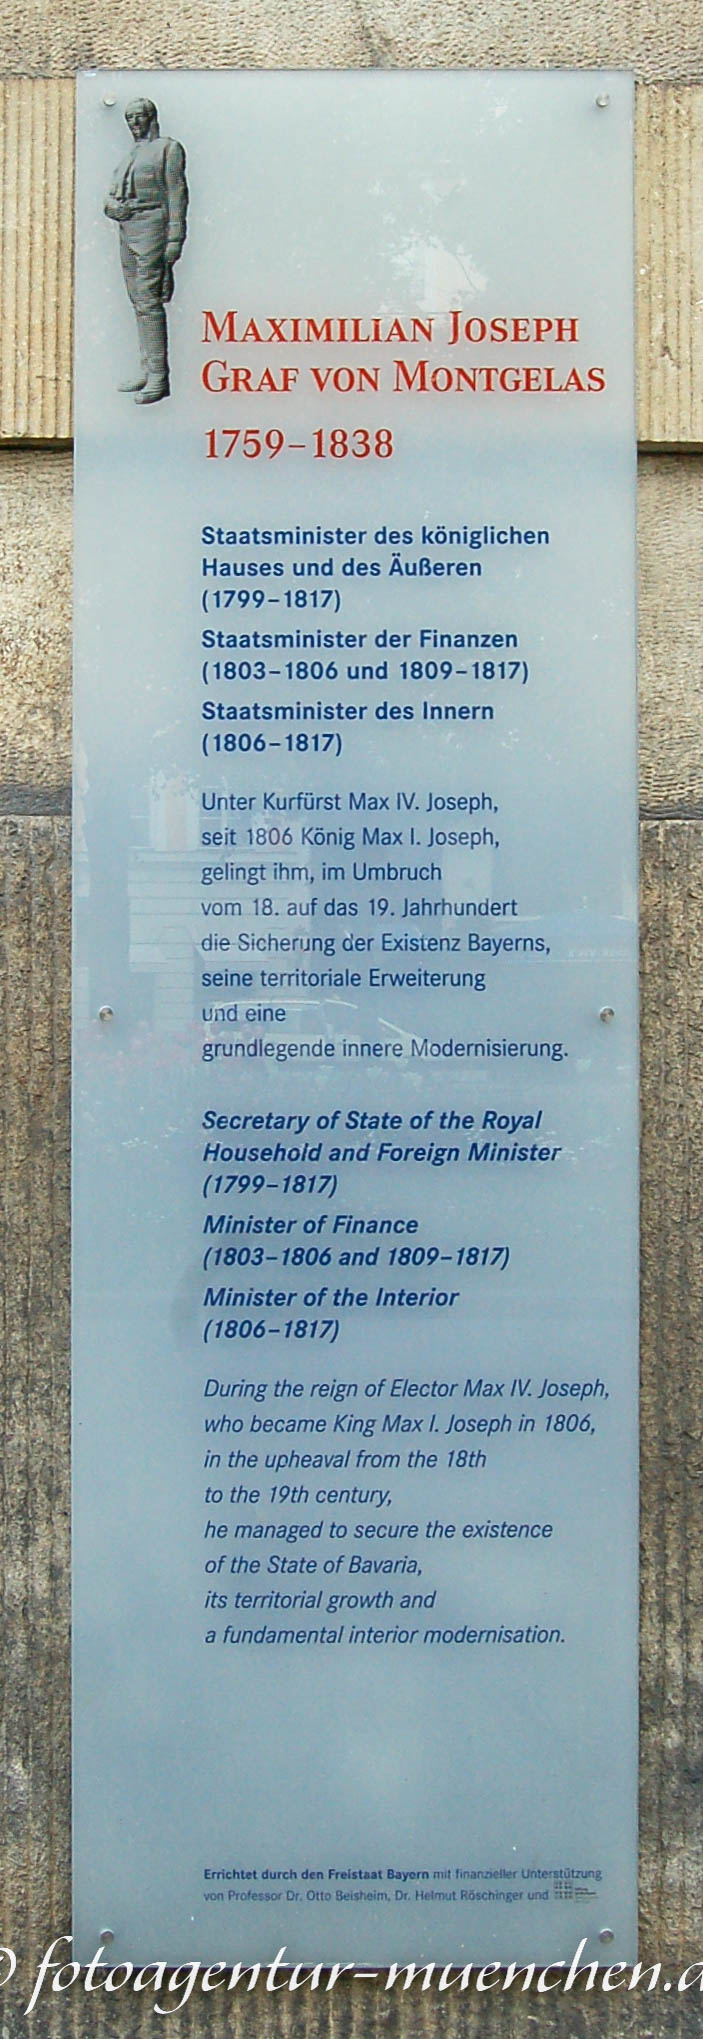 MAXIMILIAN JOSEPH
GRAF VON MONTGELAS
1759–1838
Staatsminister des königlichen
Hauses und des Äußeren
(1799–1817)
Staatsminister der Finanzen
(1803–1806 und 1809–1817)
Staatsminister des Innern
(1806–1817)
Unter Kurfürst Max IV. Joseph,
seit 1806 König Max I. Joseph,
gelingt ihm, im Umbruch
vom 18. auf das 19. Jahrhundert
die Sicherung der Existenz Bayerns,
seine territoriale Erweiterung
und eine
grundlegende innere Modernisierung.
Secretary of State of the Royal
Household and Foreign Minister
(1799–1817)
Minister of Finance
(1803–1806 and 1809–1817)
Minister of the Interior
(1806–1817)
During the reign of Elector Max IV. Joseph,
who became King Max I. Joseph in 1806,
in the upheaval from the 18th
to the 19th century,
he managed to secure the existence
of the State of Bavaria,
its territorial growth and
a fundamental interior modernisation.
Errichtet durch den Freistaat Bayern mit finanzieller Unterstützung
von Professor Dr. Otto Beisheim, Dr. Helmut Röschinger und
© fotoagentur-muenchen.d